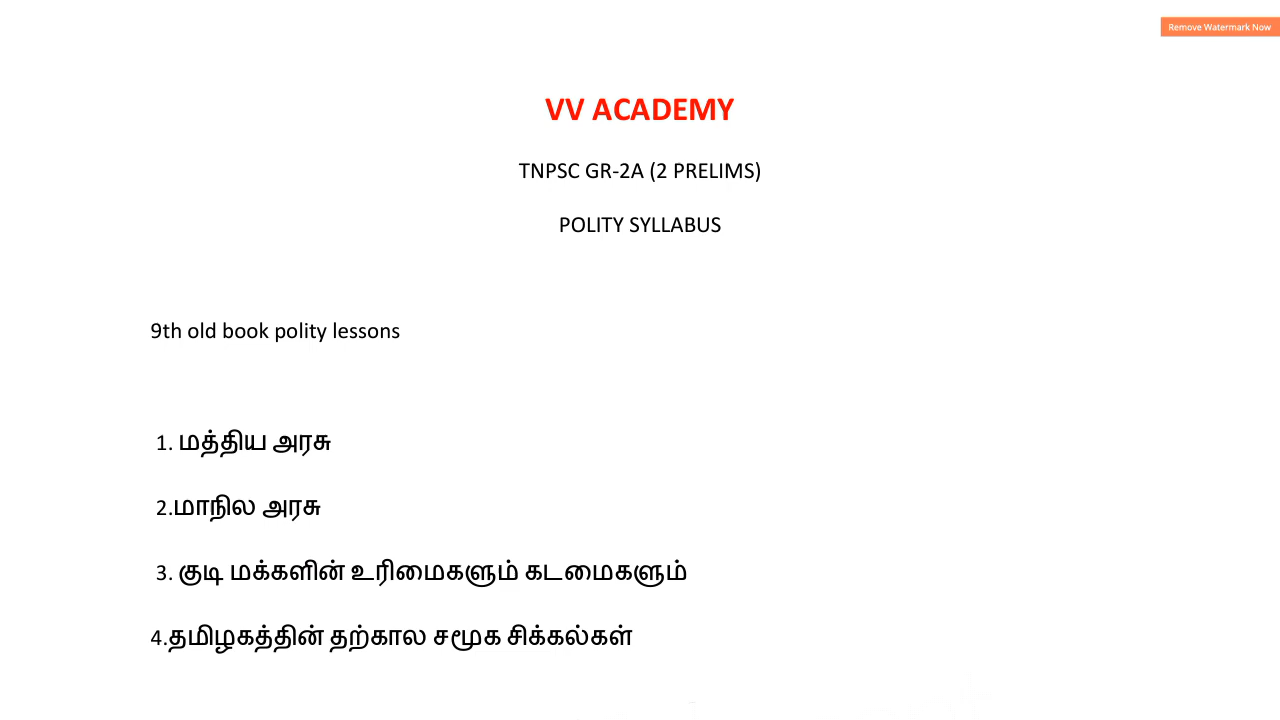 Remove Watermark Now
VV ACADEMY
TNPSC GR-2A (2 PRELIMS)
POLITY SYLLABUS
9th old book polity lessons
1. மத்திய அரசு
2.மாநில அரசு
3. குடி மக்களின் உரிமைகளும் கடமைகளும்
4.தமிழகத்தின் தற்கால சமூக சிக்கல்கள்